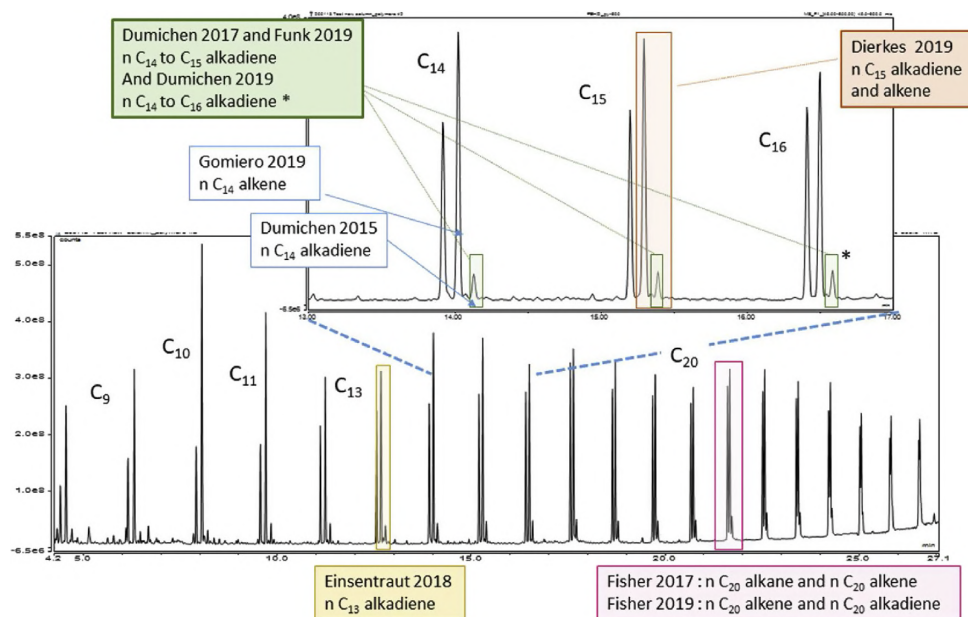 Dumichen 2017 and Funk 2019
n C14 to C15 alkadiene
And Dumichen 2019
n C14 to C16 alkadiene *
Dierkes 2019
n C15 alkadiene
and alkene
C14
C15
C16
Gomiero 2019
n C14 alkene
Dumichen 2015
n C14 alkadiene
*
12.00
14.00
15.00
16.00
17.00
5.5e8
counts
4.0e8
3.0e8
2.0e8
1.0e8
-6.5e6
C9
C10
C11
C13
C20
4.2
5.0
10.0
15.0
20.0
25.0
27.1
min
Einsentraut 2018
n C13 alkadiene
Fisher 2017 : n C20 alkane and n C20 alkene
Fisher 2019 : n C20 alkene and n C20 alkadiene